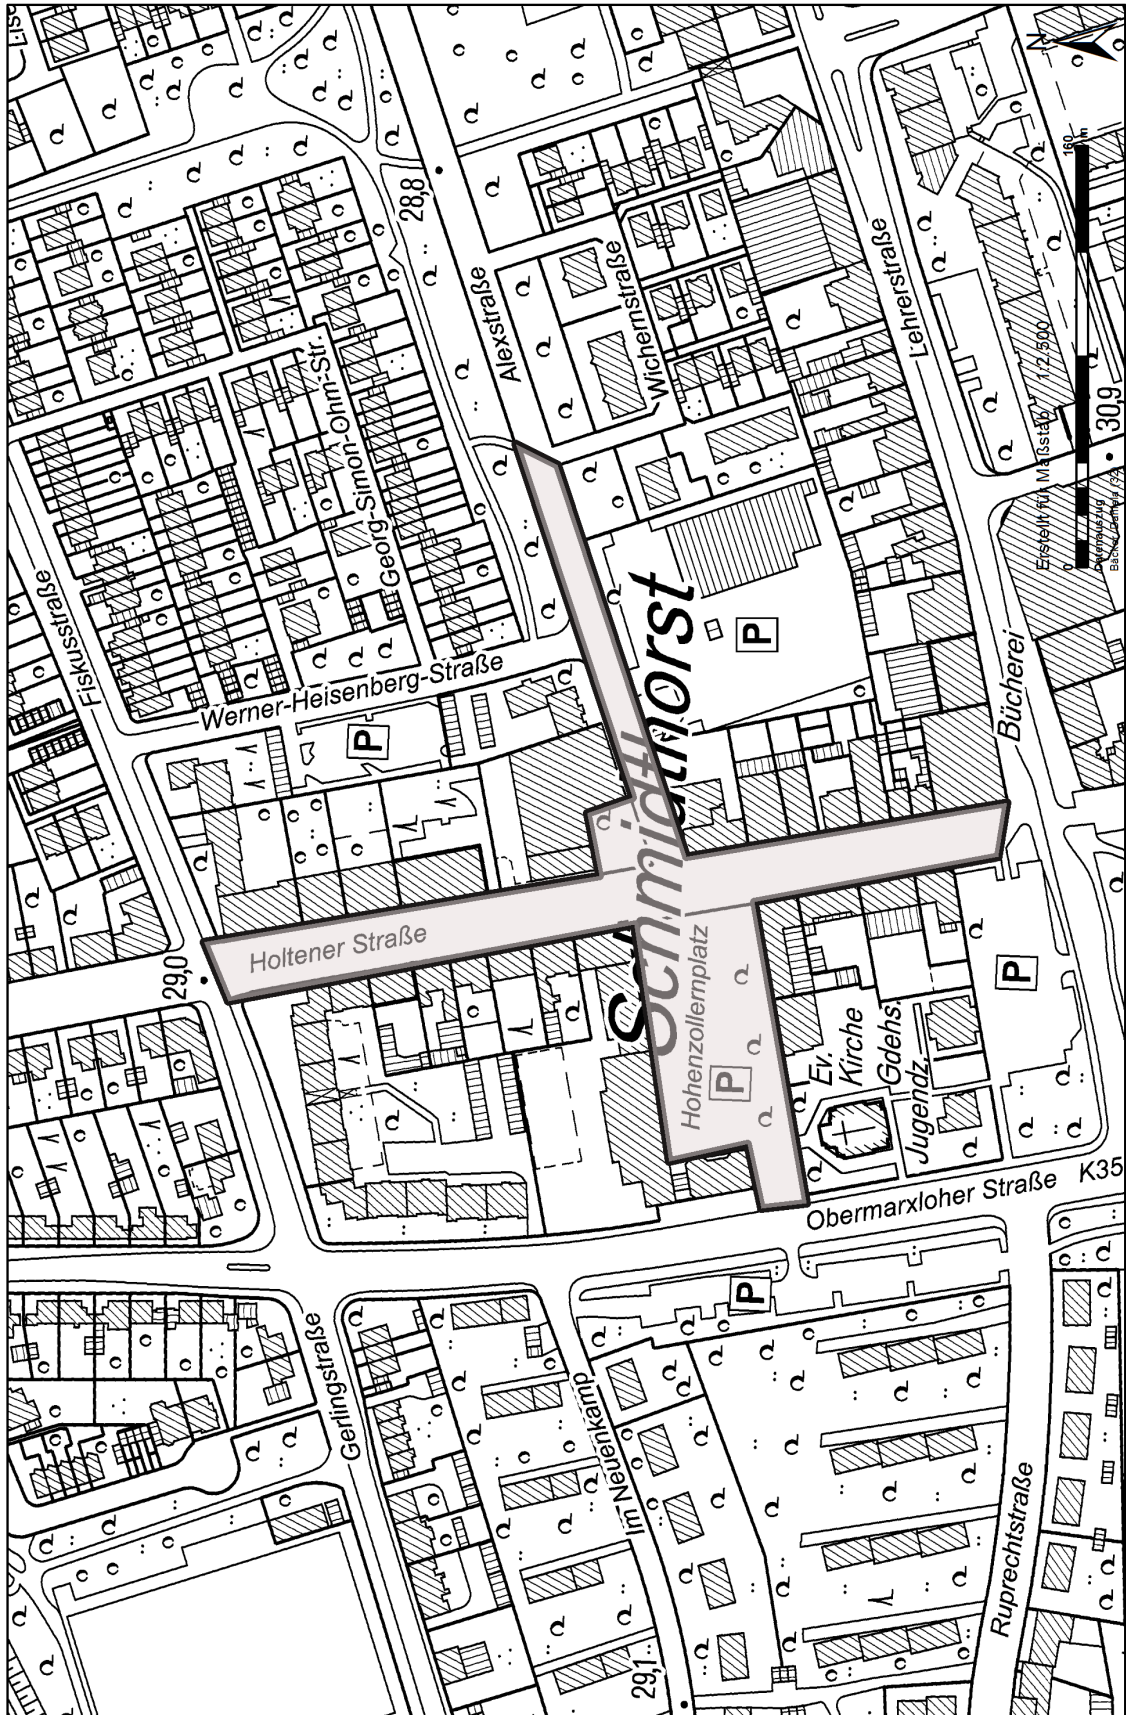 Fiskusstraße
Georg-Simon-Ohm-Str.
Werner-Heisenberg-Straße
28,8
Alexstraße
Wichernstraße
Lehrerstraße
N
160
m
0
Erstellt für Maßstab 1:2 500
Datenauszug
30,9
P
P
Schmidthorst
Bücherei
29,0
Holtener Straße
Hohenzollernplatz
P
Ev.
Kirche
Gdehs.
Jugendz.
P
Obermarxloher Straße
K35
P
Gerlingstraße
Im Neuenkamp
29,1
Ruprechtstraße